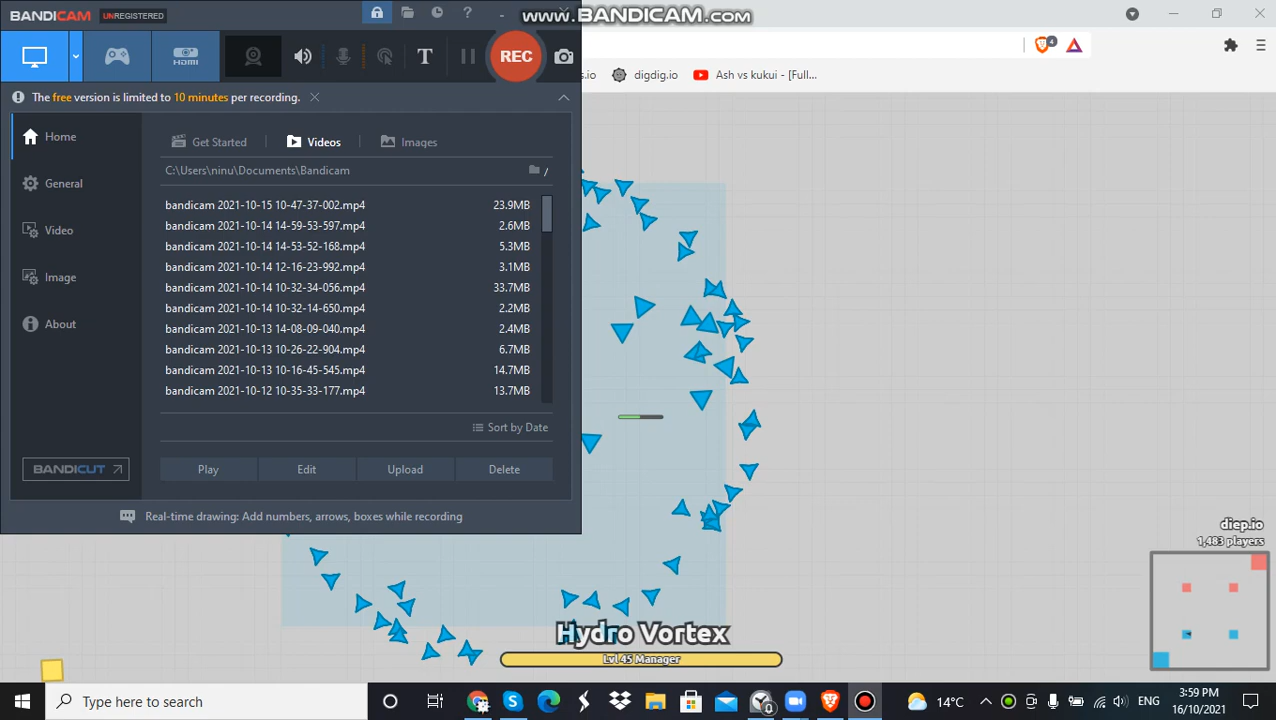 BANDICAM UNREGISTERED
www.BANDICAM.com
REC
The free version is limited to 10 minutes per recording.
s.io
digdig.io
Ash vs kukui - [Full...
4
HDMI
T
Home
General
Video
Image
About
BANDICUT
Get Started
Videos
Images
C:\Users\ninu\Documents\Bandicam
bandicam 2021-10-15 10-47-37-002.mp4 23.9MB
bandicam 2021-10-14 14-59-53-597.mp4 2.6MB
bandicam 2021-10-14 14-53-52-168.mp4 5.3MB
bandicam 2021-10-14 12-16-23-992.mp4 3.1MB
bandicam 2021-10-14 10-32-34-056.mp4 33.7MB
bandicam 2021-10-14 10-32-14-650.mp4 2.2MB
bandicam 2021-10-13 14-08-09-040.mp4 2.4MB
bandicam 2021-10-13 10-26-22-904.mp4 6.7MB
bandicam 2021-10-13 10-16-45-545.mp4 14.7MB
bandicam 2021-10-12 10-35-33-177.mp4 13.7MB
Sort by Date
Play Edit Upload Delete
Real-time drawing: Add numbers, arrows, boxes while recording
diep.io
1,483 players
Hydro Vortex
Lvl 45 Manager
Type here to search
0
14°C
ENG
3:59 PM
16/10/2021